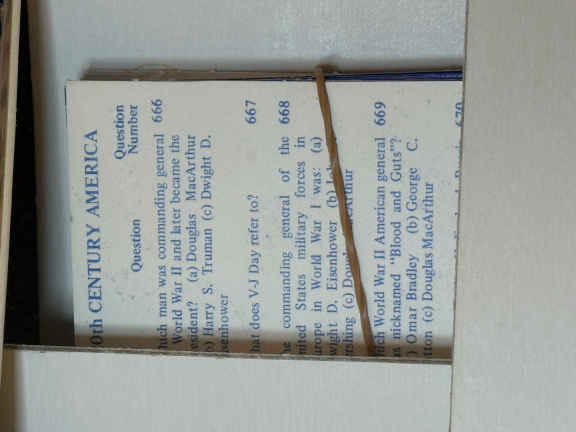 0th CENTURY AMERICA
Question
Question Number
hich man was commanding general 666
World War II and later became the
esident? (a) Douglas MacArthur
) Harry S. Truman (c) Dwight D.
senhower
hat does V-J Day refer to? 667
he commanding general of the 668
nited States military forces in
urope in World War I was: (a)
wight D. Eisenhower (b)
rshing (c)
hich World War II American general 669
as nicknamed "Blood and Guts"?
) Omar Bradley (b) George C.
tton (c) Douglas MacArthur
670